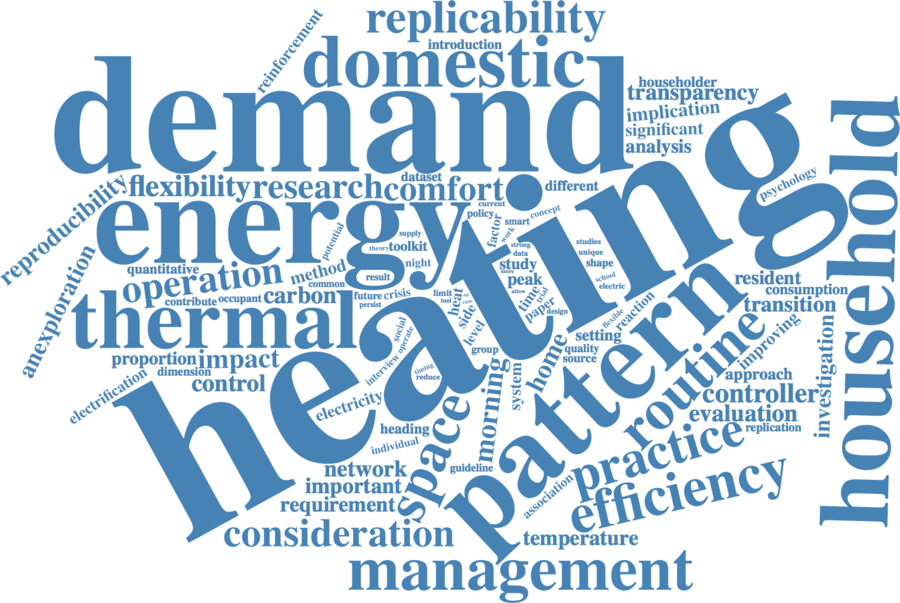 replicability
introduction
reinforcement
domestic
demand
householder
transparency
implication
significant
analysis
household
dataset
flexibility
research
comfort
different
reproducibility
psychology
energy
current
policy
concept
smart
factor
work
potential
supply
theory
toolkit
strong
data
studies
unique
shape
anexploration
quantitative
operation
method
common
result
night
study
more
peak
school
electric
resident
consumption
contribute
occupant
carbon
future
crisis
persist
limit
tool
heat
case
allow
time
trial
paper
design
flexible
reaction
transition
thermal
heating
pattern
side
level
social
operate
interview
setting
quality
source
home
group
improving
investigation
proportion
impact
dimension
control
timing
reduce
system
routine
approach
controller
electrification
electricity
morning
evaluation
replication
heading
individual
space
practice
network
guideline
important
requirement
association
efficiency
consideration
temperature
management